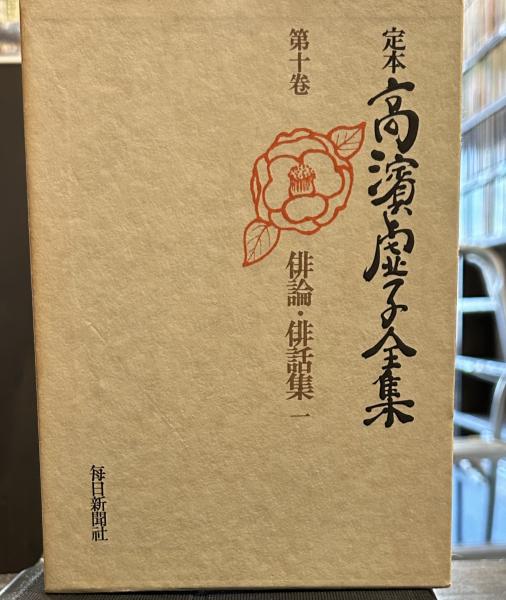 定本
高濱虚子全集
第十卷
俳論・俳話集 一
毎日新聞社